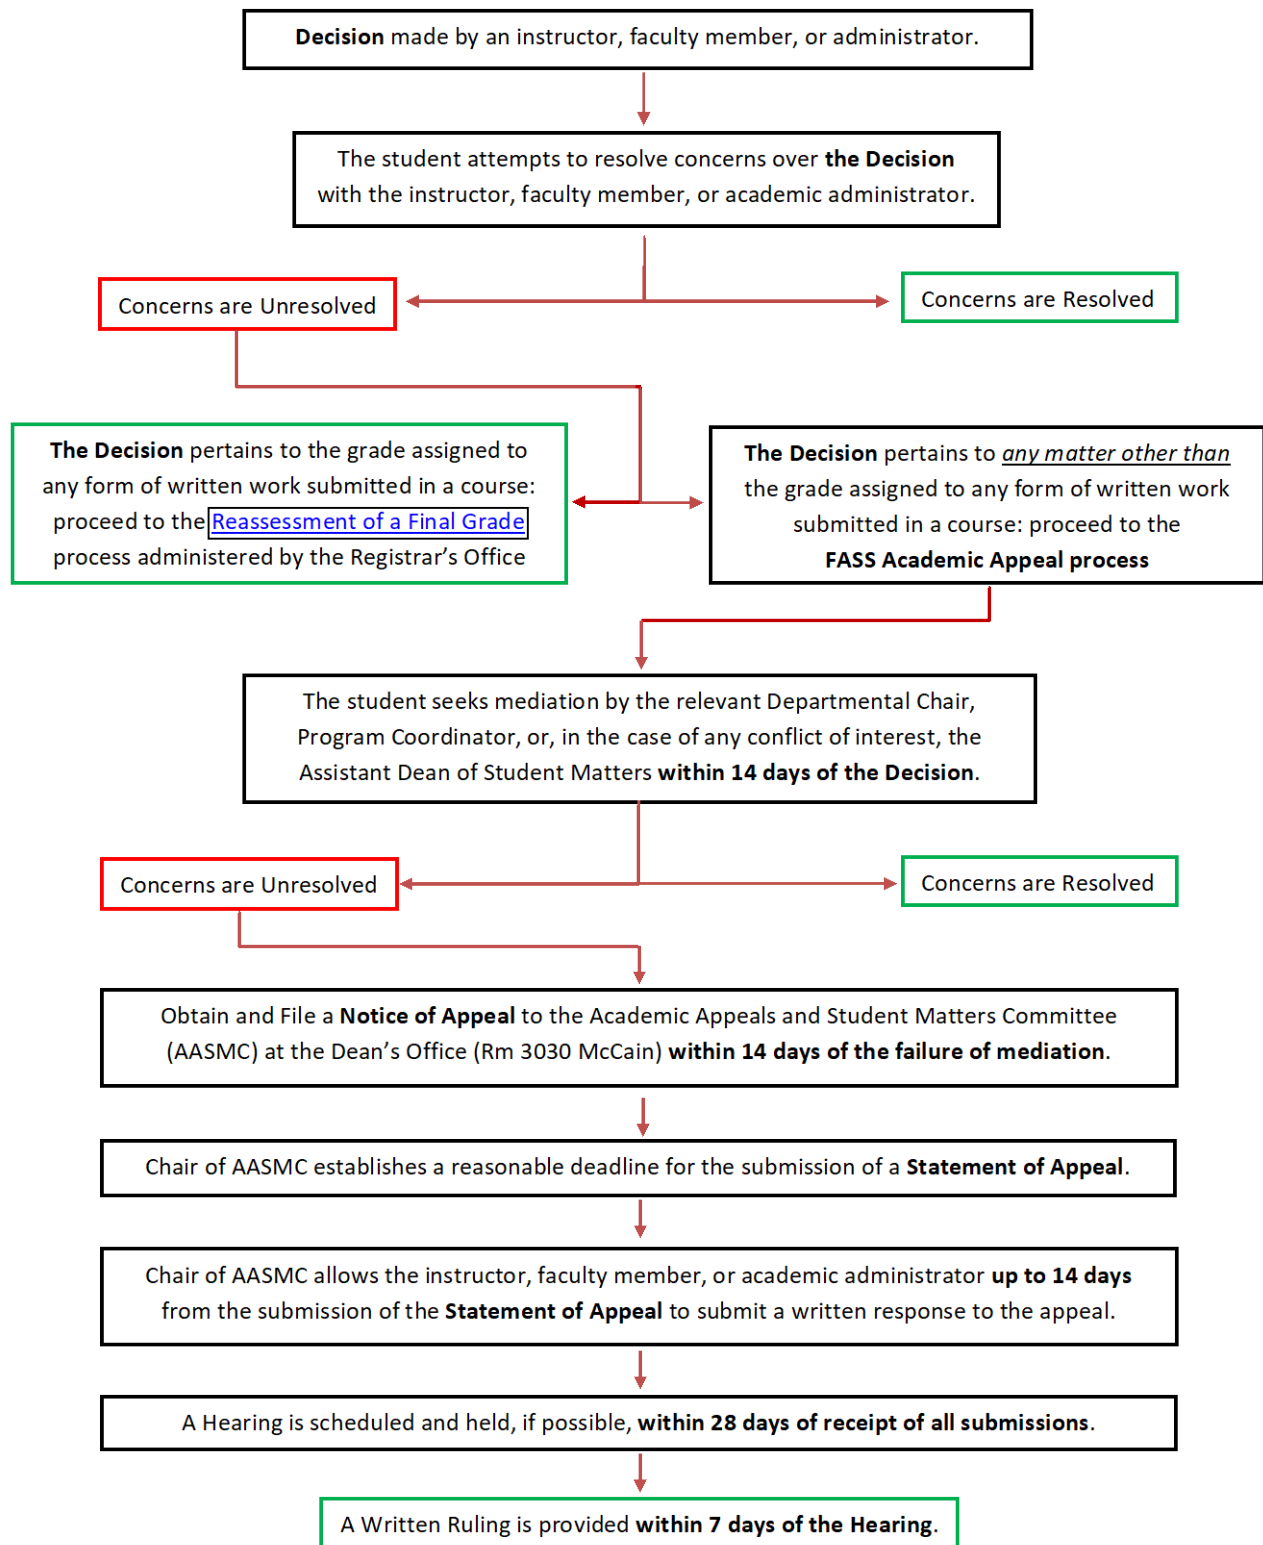 Decision made by an instructor, faculty member, or administrator.
The student attempts to resolve concerns over the Decision
with the instructor, faculty member, or academic administrator.
Concerns are Unresolved
Concerns are Resolved
The Decision pertains to the grade assigned to
any form of written work submitted in a course:
proceed to the Reassessment of a Final Grade
process administered by the Registrar’s Office
The Decision pertains to any matter other than
the grade assigned to any form of written work
submitted in a course: proceed to the
FASS Academic Appeal process
The student seeks mediation by the relevant Departmental Chair,
Program Coordinator, or, in the case of any conflict of interest, the
Assistant Dean of Student Matters within 14 days of the Decision.
Concerns are Unresolved
Concerns are Resolved
Obtain and File a Notice of Appeal to the Academic Appeals and Student Matters Committee
(AASMC) at the Dean’s Office (Rm 3030 McCain) within 14 days of the failure of mediation.
Chair of AASMC establishes a reasonable deadline for the submission of a Statement of Appeal.
Chair of AASMC allows the instructor, faculty member, or academic administrator up to 14 days
from the submission of the Statement of Appeal to submit a written response to the appeal.
A Hearing is scheduled and held, if possible, within 28 days of receipt of all submissions.
A Written Ruling is provided within 7 days of the Hearing.